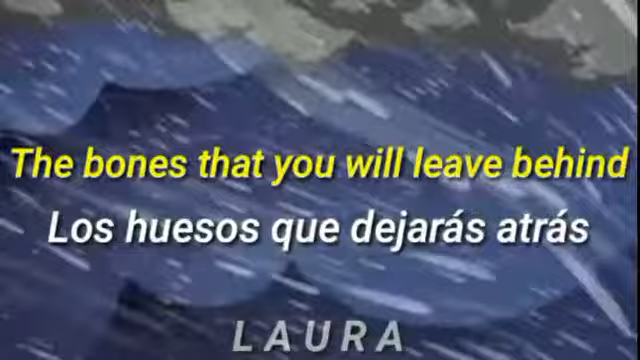 The bones that you will leave behind
Los huesos que dejarás atrás
LAURA